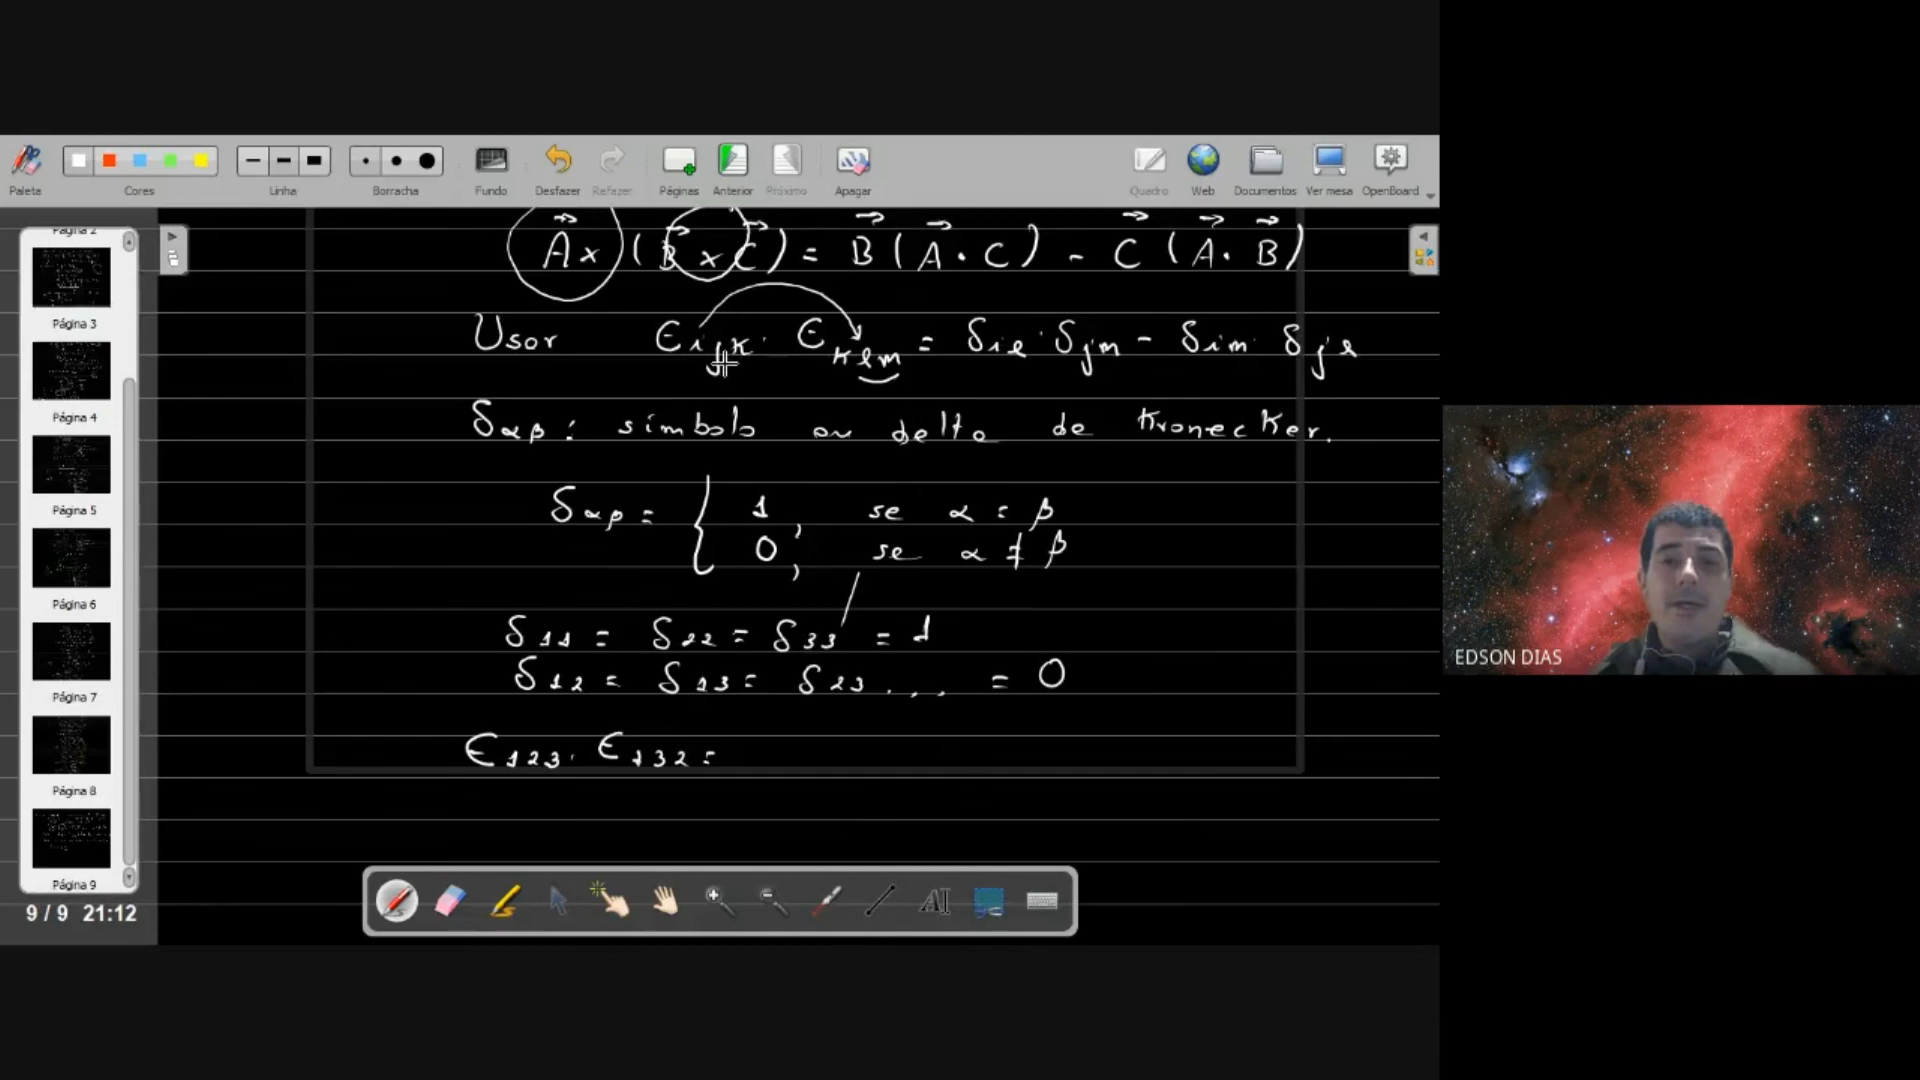 Paleta Cores Linha Borracha Fundo Desfazer Refazer Páginas Anterior Próximo Apagar Quadro Web Documentos Ver mesa OpenBoard
Página 2
Página 3
Página 4
Página 5
Página 6
Página 7
Página 8
Página 9
9 / 9 21:12
A⃗ × (B⃗ × C⃗) = B⃗ (A⃗ · C) - C⃗ (A⃗ · B⃗)
Usar ϵijk · ϵklm = δil · δjm - δim · δjl
δαβ : símbolo ou delta de Kronecker.
δαβ = { 1, se α = β
0, se α ≠ β
δ11 = δ22 = δ33 = 1
δ12 = δ13 = δ23 ... = 0
ϵ123 · ϵ132 =
AI
EDSON DIAS